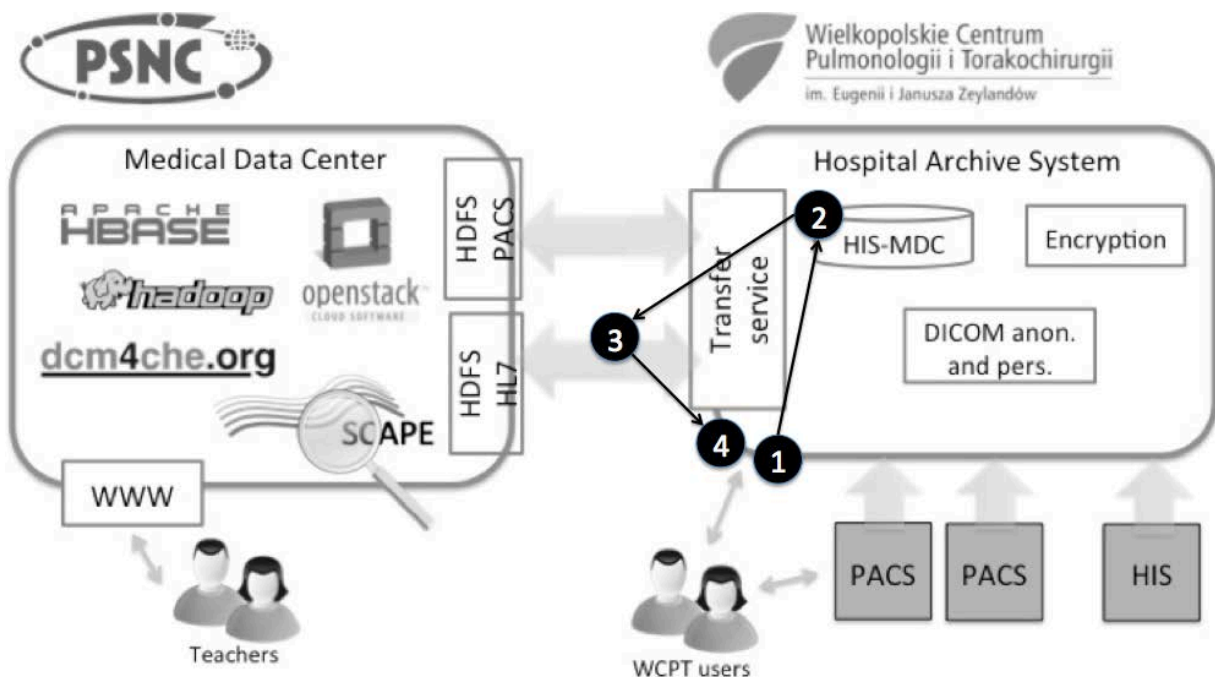 PSNC
Wielkopolskie Centrum
Pulmonologii i Torakochirurgii
im. Eugenii i Janusza Zeylandów
Medical Data Center
APACHE
HBASE
hadoop
openstack
CLOUD SOFTWARE
dcm4che.org
SCAPE
HDFS
PACS
HDFS
HL7
WWW
Teachers
Hospital Archive System
Transfer
service
2
HIS-MDC
Encryption
DICOM anon.
and pers.
3
4
1
PACS
PACS
HIS
WCPT users